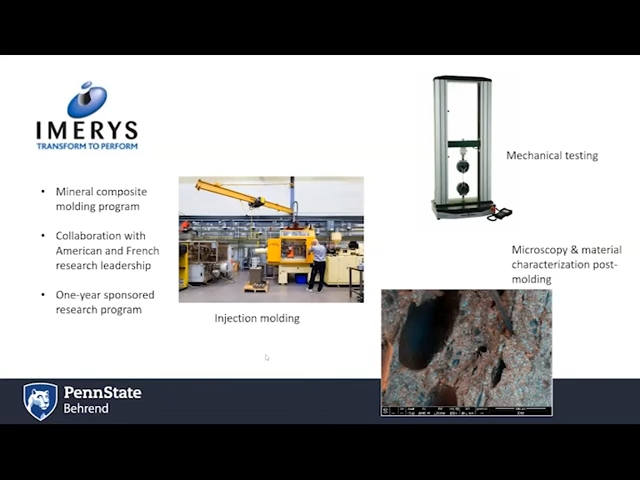 IMERYS
TRANSFORM TO PERFORM
• Mineral composite
molding program
• Collaboration with
American and French
research leadership
• One-year sponsored
research program
Injection molding
Mechanical testing
Microscopy & material
characterization post-
molding
PennState
Behrend